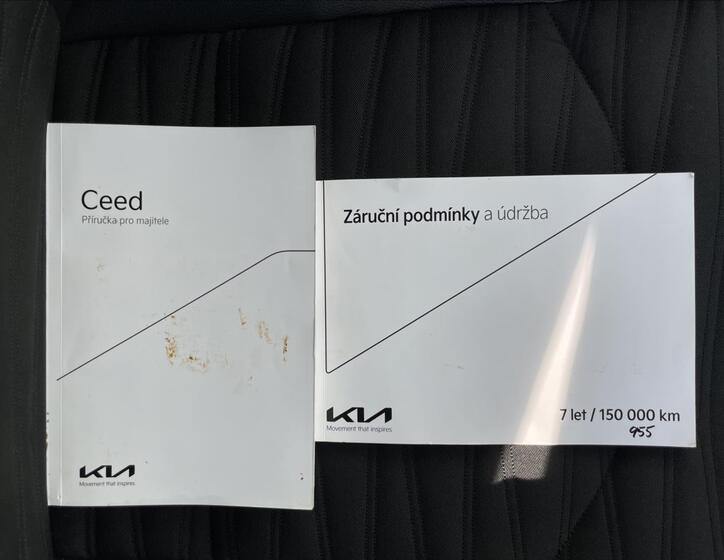 Ceed
Příručka pro majitele
KIA
Movement that inspires
Záruční podmínky a údržba
KIA
Movement that inspires
7 let / 150 000 km
955